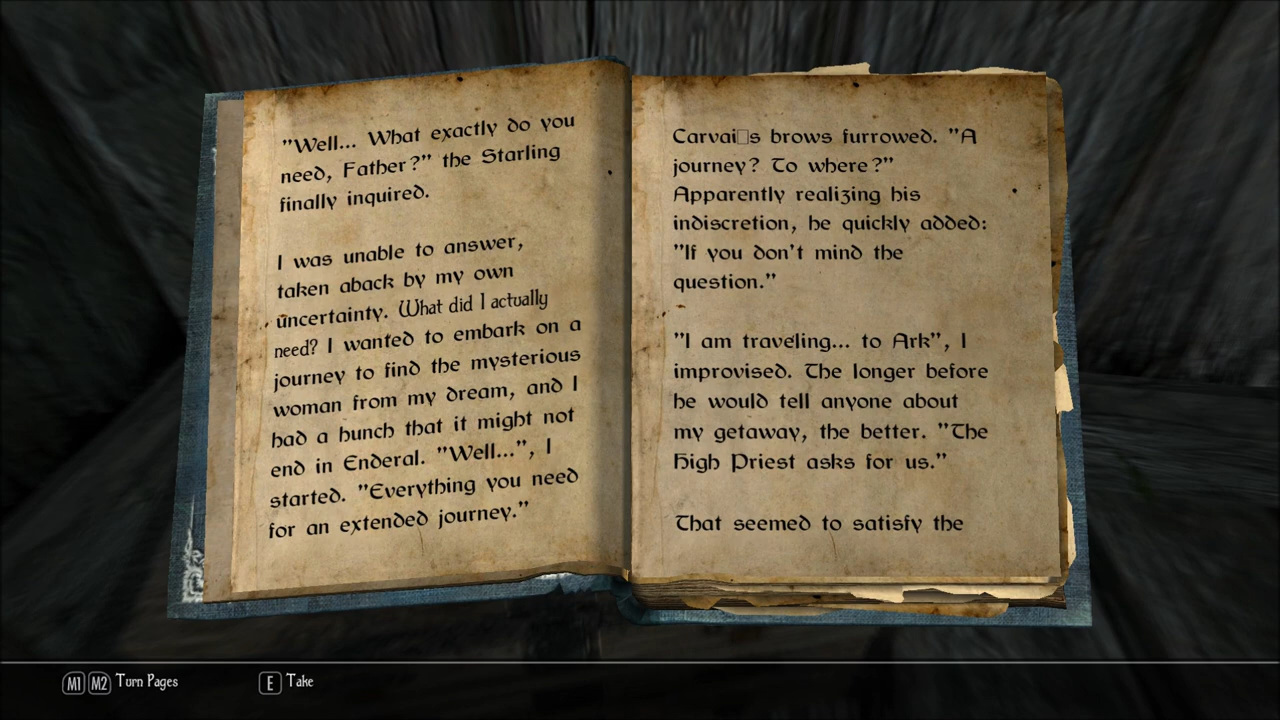 "Well... What exactly do you
need, Father?" the Starling
finally inquired.
I was unable to answer,
taken aback by my own
uncertainty. What did I actually
need? I wanted to embark on a
journey to find the mysterious
woman from my dream, and I
had a hunch that it might not
end in Enderal. "Well...", I
started. "Everything you need
for an extended journey."
Carvai□s brows furrowed. "A
journey? To where?"
Apparently realizing his
indiscretion, he quickly added:
"If you don't mind the
question."
"I am traveling... to Ark", I
improvised. The longer before
he would tell anyone about
my getaway, the better. "The
High Priest asks for us."
That seemed to satisfy the
M1 M2 Turn Pages
E Take